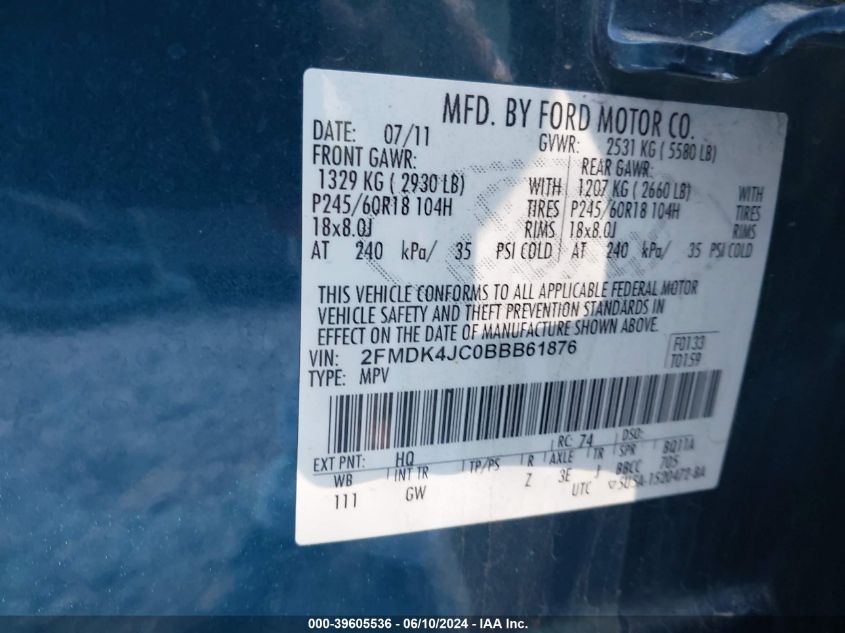 MFD. BY FORD MOTOR CO.
DATE: 07/11 GVWR: 2531 KG ( 5580 LB)
FRONT GAWR: REAR GAWR:
1329 KG ( 2930 LB) WITH 1207 KG ( 2660 LB) WITH
P245/60R18 104H TIRES P245/60R18 104H TIRES
18x8.0J RIMS 18x8.0J RIMS
AT 240 kPa/ 35 PSI COLD AT 240 kPa/ 35 PSI COLD
THIS VEHICLE CONFORMS TO ALL APPLICABLE FEDERAL MOTOR
VEHICLE SAFETY AND THEFT PREVENTION STANDARDS IN
EFFECT ON THE DATE OF MANUFACTURE SHOWN ABOVE.
VIN: 2FMDK4JC0BBB61876 F0133
TYPE: MPV T0159
EXT PNT: HQ RC: 74 DSO:
WB INT TR TP/PS R AXLE TR SPR BQ11A
111 GW Z 3E J BBCC 705
UTC 5U5A-1520472-BA
000-39605536 - 06/10/2024 - IAA Inc.